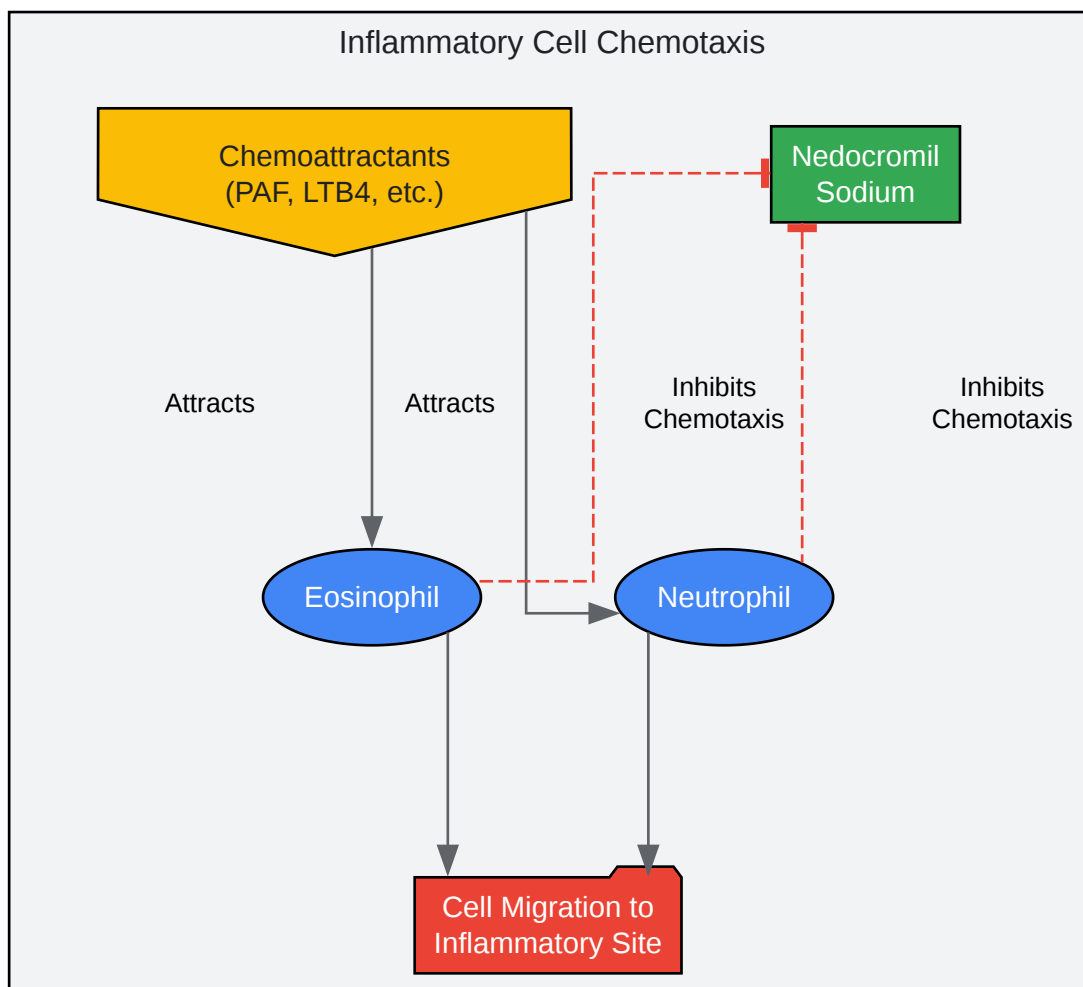 Inflammatory Cell Chemotaxis
Chemoattractants
(PAF, LTB4, etc.)
Nedocromil
Sodium
Attracts
Attracts
Inhibits
Chemotaxis
Inhibits
Chemotaxis
Eosinophil
Neutrophil
Cell Migration to
Inflammatory Site